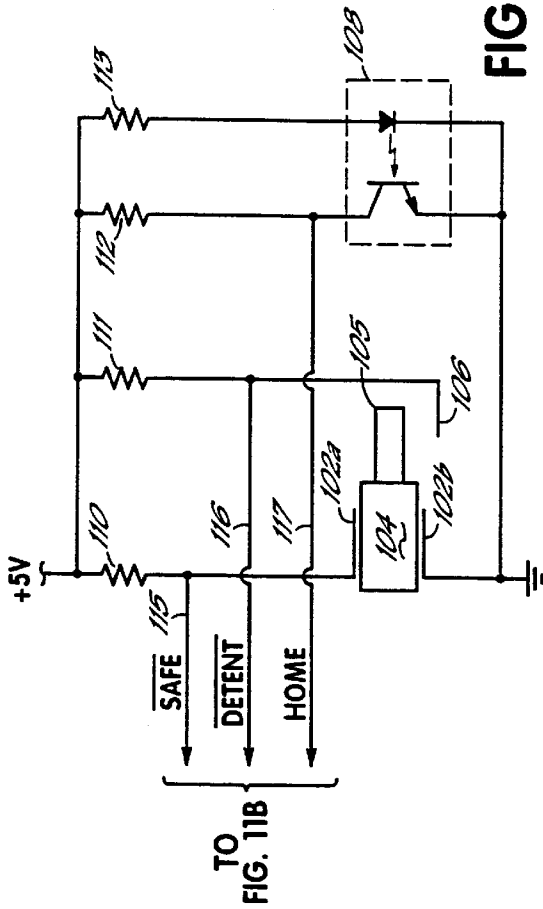 +5V
110
111
112
113
115
SAFE
116
DETENT
117
HOME
102a
104
105
102b
106
108
TO
FIG. 11B
FIG